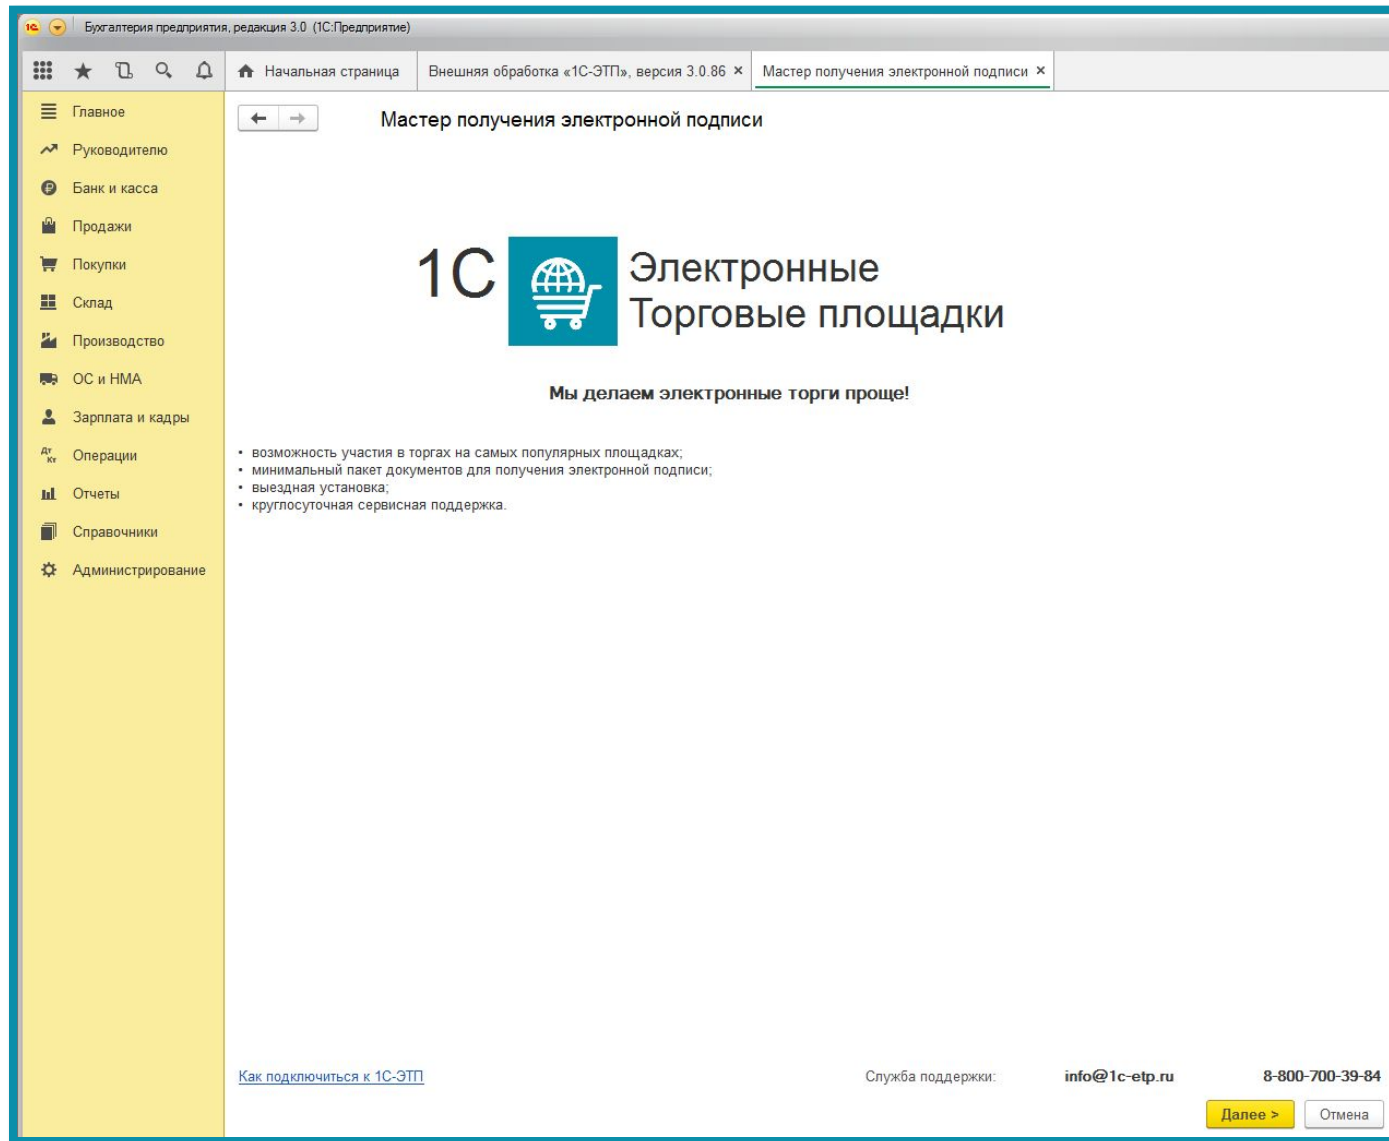 1С Бухгалтерия предприятия, редакция 3.0 (1С:Предприятие)
Начальная страница Внешняя обработка «1С-ЭТП», версия 3.0.86 × Мастер получения электронной подписи ×
Главное
Руководителю
Банк и касса
Продажи
Покупки
Склад
Производство
ОС и НМА
Зарплата и кадры
Дт Кт Операции
Отчеты
Справочники
Администрирование
Мастер получения электронной подписи
1С Электронные
Торговые площадки
Мы делаем электронные торги проще!
• возможность участия в торгах на самых популярных площадках;
• минимальный пакет документов для получения электронной подписи;
• выездная установка;
• круглосуточная сервисная поддержка.
Как подключиться к 1С-ЭТП Служба поддержки: info@1c-etp.ru 8-800-700-39-84
Далее > Отмена